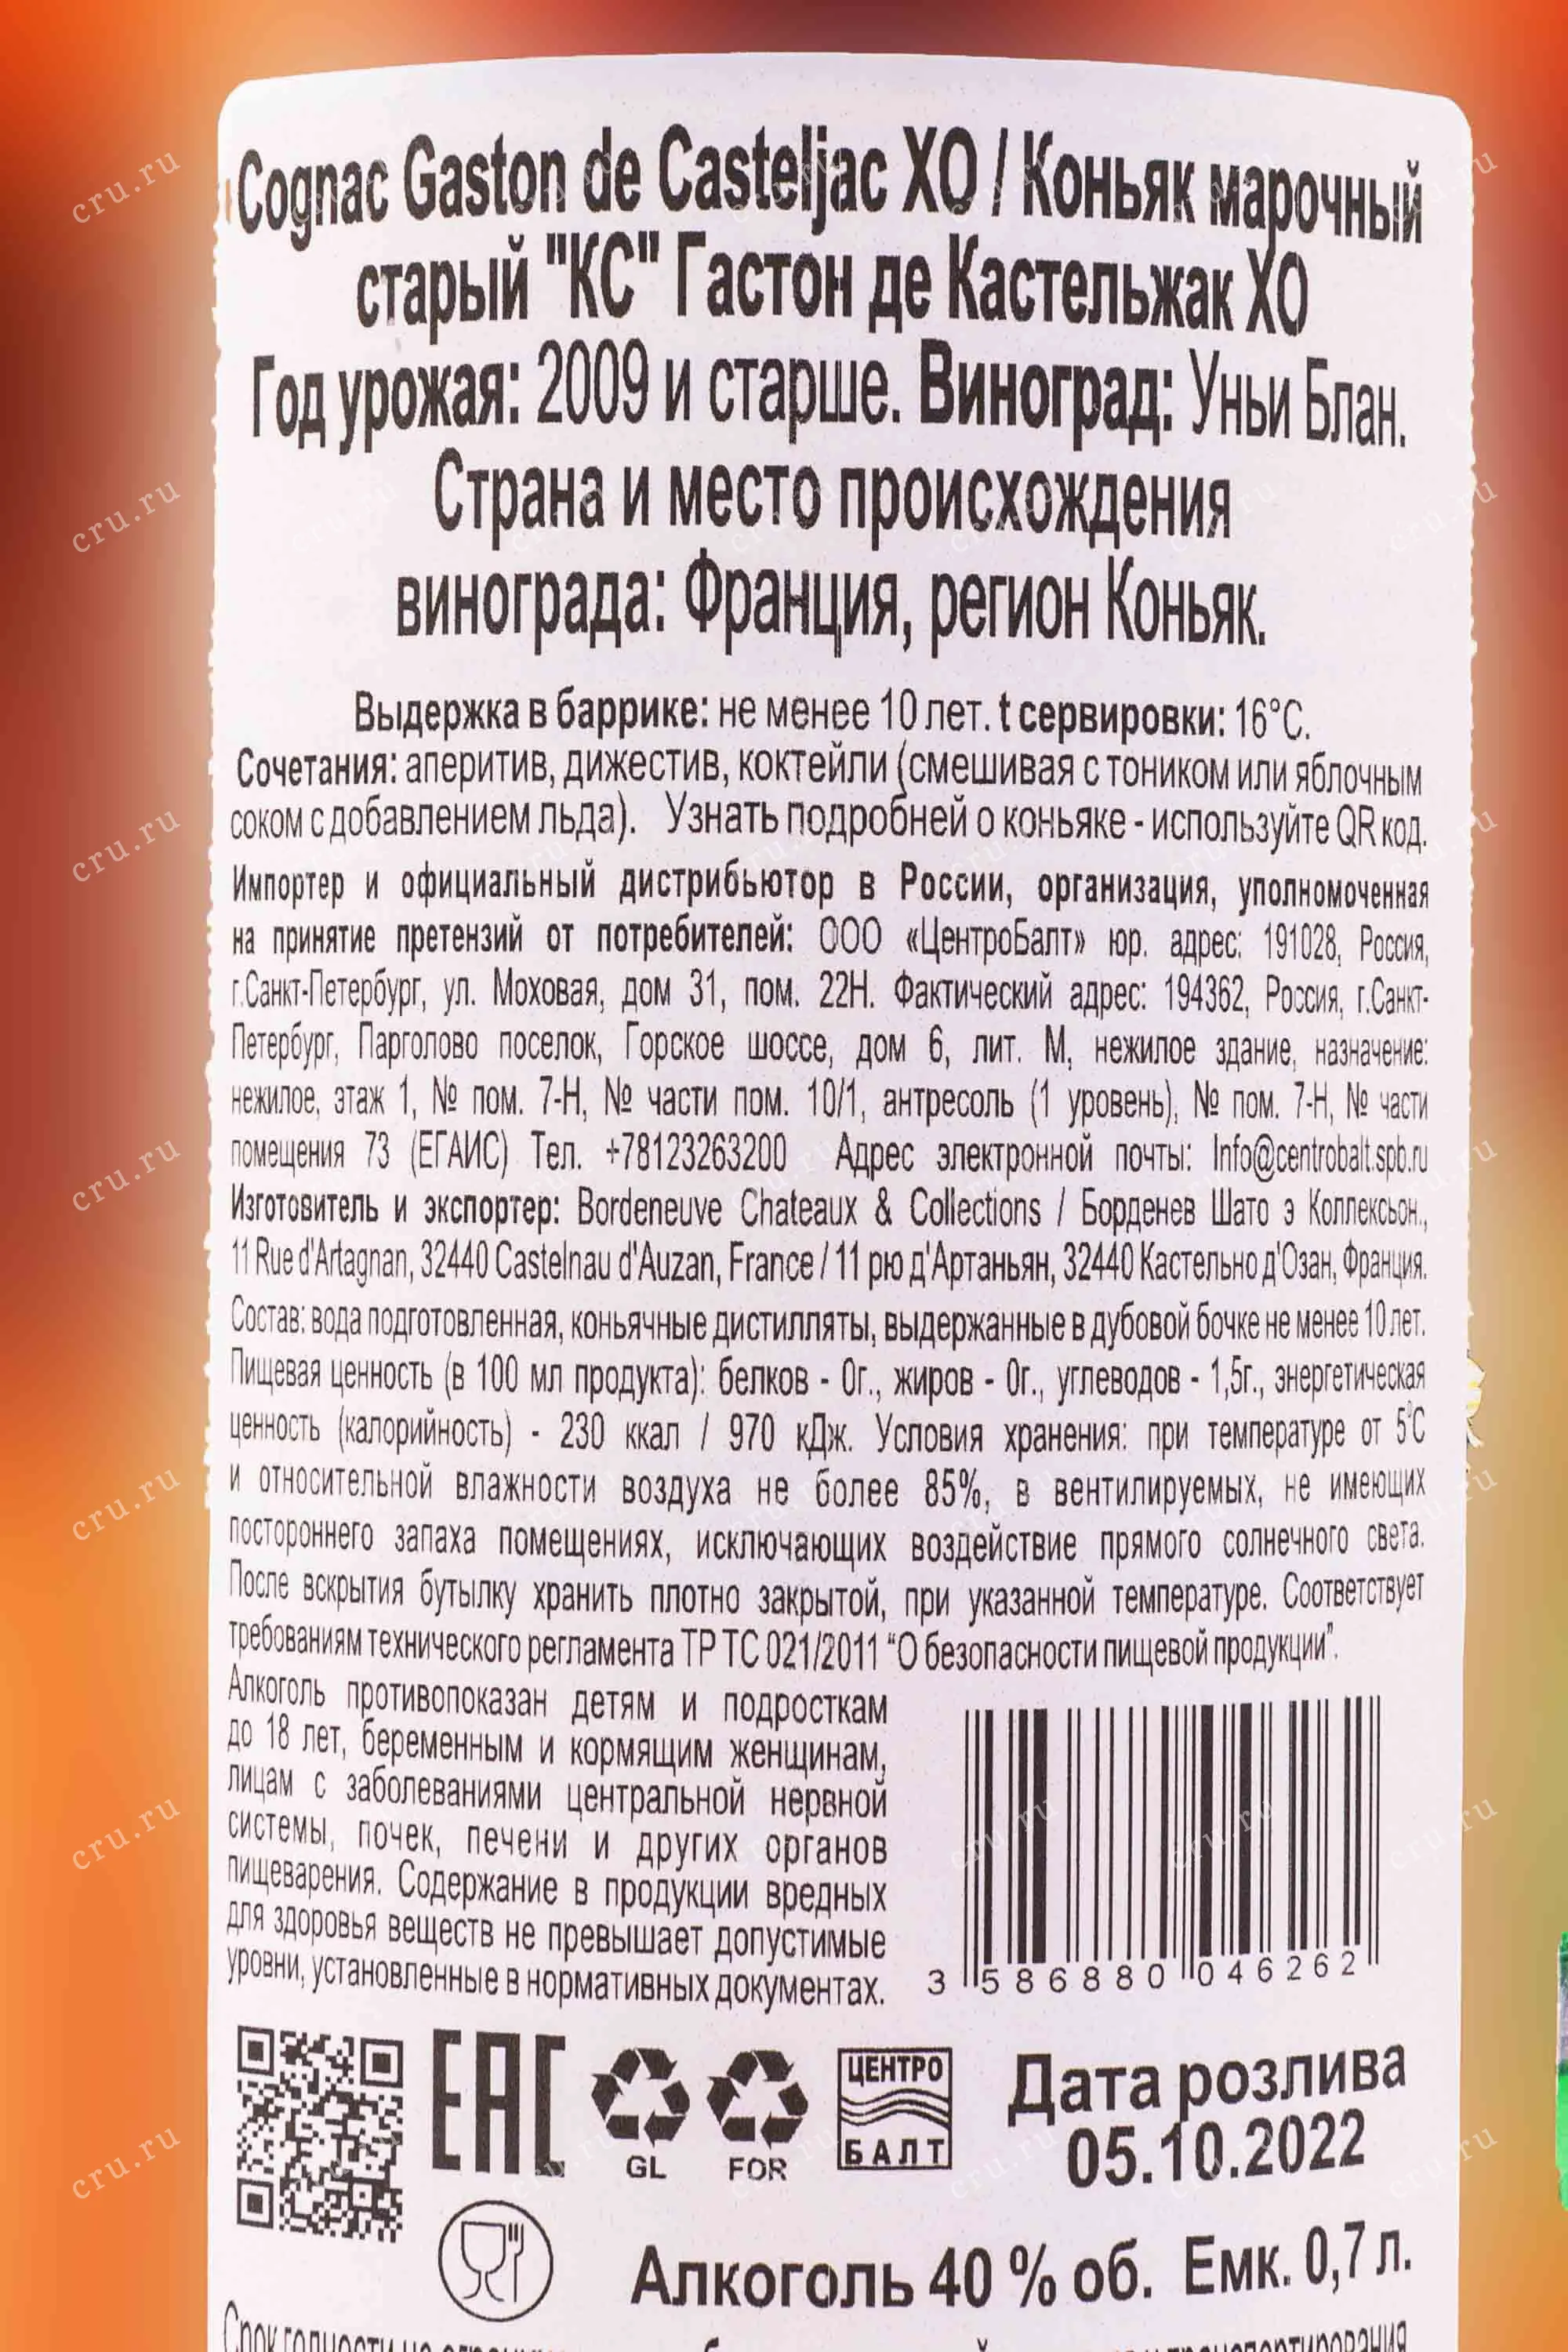 Cognac Gaston de Casteljac XO / Коньяк марочный
старый "КС" Гастон де Кастельжак ХО
Год урожая: 2009 и старше. Виноград: Уньи Блан.
Страна и место происхождения
винограда: Франция, регион Коньяк.
Выдержка в баррике: не менее 10 лет. t сервировки: 16°С.
Сочетания: аперитив, дижестив, коктейли (смешивая с тоником или яблочным
соком с добавлением льда). Узнать подробней о коньяке - используйте QR код.
Импортер и официальный дистрибьютор в России, организация, уполномоченная
на принятие претензий от потребителей: ООО «ЦентроБалт» юр. адрес: 191028, Россия,
г.Санкт-Петербург, ул. Моховая, дом 31, пом. 22Н. Фактический адрес: 194362, Россия, г.Санкт-
Петербург, Парголово поселок, Горское шоссе, дом 6, лит. М, нежилое здание, назначение:
нежилое, этаж 1, № пом. 7-Н, № части пом. 10/1, антресоль (1 уровень), № пом. 7-Н, № части
помещения 73 (ЕГАИС) Тел. +78123263200 Адрес электронной почты: Info@centrobalt.spb.ru
Изготовитель и экспортер: Bordeneuve Chateaux & Collections / Борденев Шато э Коллексьон.,
11 Rue d'Artagnan, 32440 Castelnau d'Auzan, France / 11 рю д'Артаньян, 32440 Кастельно д'Озан, Франция.
Состав: вода подготовленная, коньячные дистилляты, выдержанные в дубовой бочке не менее 10 лет.
Пищевая ценность (в 100 мл продукта): белков - 0г., жиров - 0г., углеводов - 1,5г., энергетическая
ценность (калорийность) - 230 ккал / 970 кДж. Условия хранения: при температуре от 5°С
и относительной влажности воздуха не более 85%, в вентилируемых, не имеющих
постороннего запаха помещениях, исключающих воздействие прямого солнечного света.
После вскрытия бутылку хранить плотно закрытой, при указанной температуре. Соответствует
требованиям технического регламента ТР ТС 021/2011 “О безопасности пищевой продукции”.
Алкоголь противопоказан детям и подросткам
до 18 лет, беременным и кормящим женщинам,
лицам с заболеваниями центральной нервной
системы, почек, печени и других органов
пищеварения. Содержание в продукции вредных
для здоровья веществ не превышает допустимые
уровни, установленные в нормативных документах.
3 586880 046262
EAC
GL
FOR
ЦЕНТРО
БАЛТ
Дата розлива
05.10.2022
Алкоголь 40 % об. Емк. 0,7 л.
Срок годности не
cru.ru